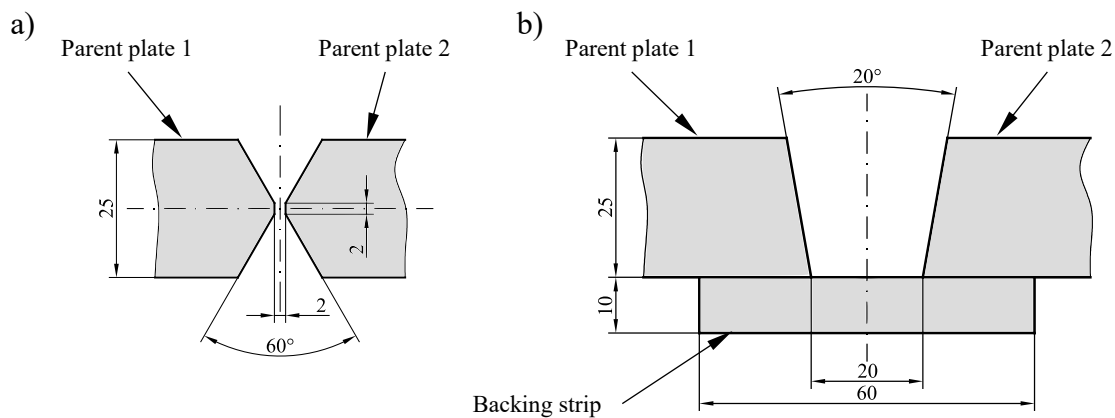 a)
Parent plate 1
Parent plate 2
25
2
2
60°
b)
Parent plate 1
Parent plate 2
20°
25
10
20
60
Backing strip